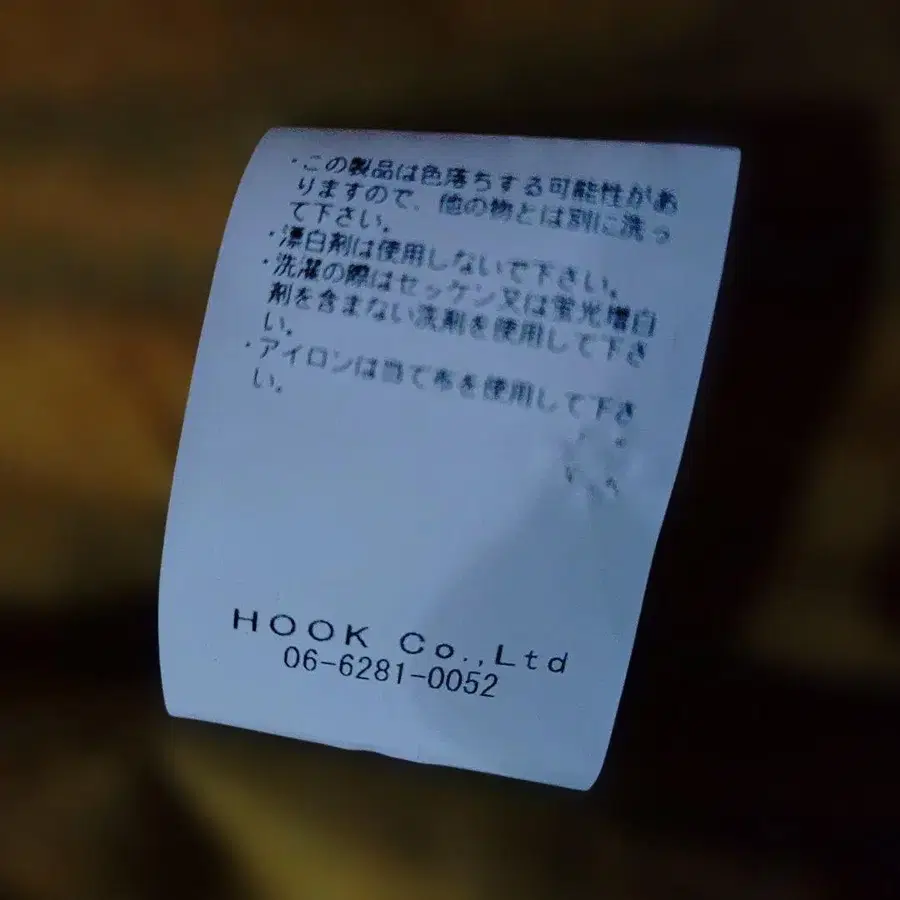 ・この製品は色落ちする可能性があ
りますので、他の物とは別に洗っ
て下さい。
・漂白剤は使用しないで下さい。
・洗濯の際はセッケン又は蛍光増白
剤を含まない洗剤を使用して下さ
い。
・アイロンは当て布を使用して下さ
い。
HOOK Co.,Ltd
06-6281-0052